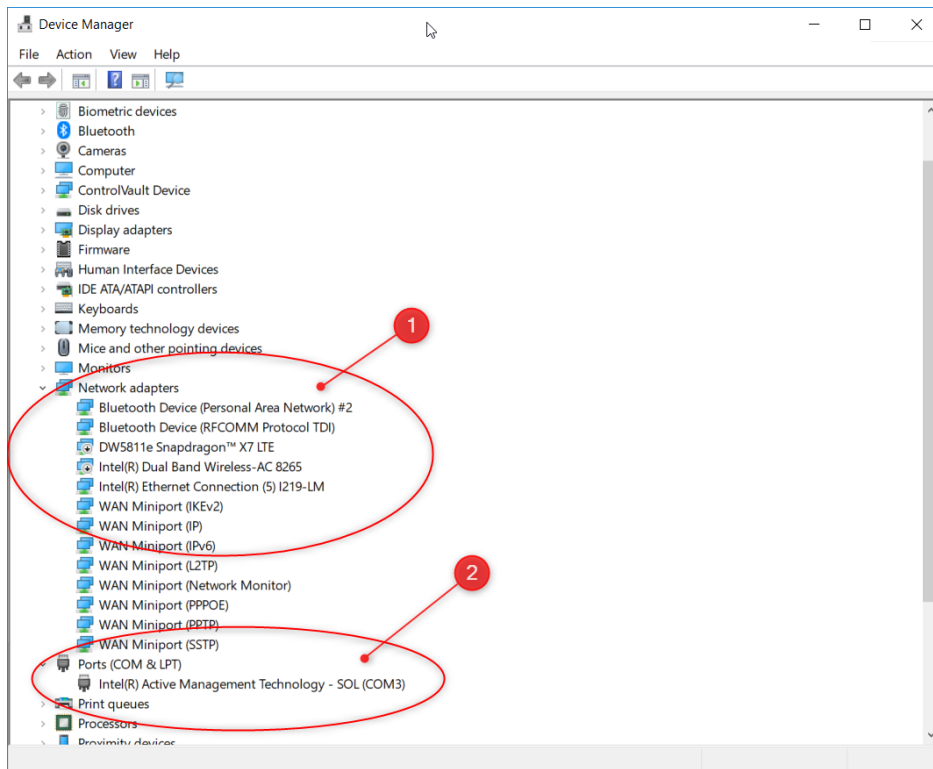 Device Manager
File Action View Help
Biometric devices
Bluetooth
Cameras
Computer
ControlVault Device
Disk drives
Display adapters
Firmware
Human Interface Devices
IDE ATA/ATAPI controllers
Keyboards
1
Memory technology devices
Mice and other pointing devices
Monitors
Network adapters
Bluetooth Device (Personal Area Network) #2
Bluetooth Device (RFCOMM Protocol TDI)
DW5811e Snapdragon™ X7 LTE
Intel(R) Dual Band Wireless-AC 8265
Intel(R) Ethernet Connection (5) I219-LM
WAN Miniport (IKEv2)
WAN Miniport (IP)
WAN Miniport (IPv6)
WAN Miniport (L2TP)
2
WAN Miniport (Network Monitor)
WAN Miniport (PPPOE)
WAN Miniport (PPTP)
WAN Miniport (SSTP)
Ports (COM & LPT)
Intel(R) Active Management Technology - SOL (COM3)
Print queues
Processors
Proximity devices